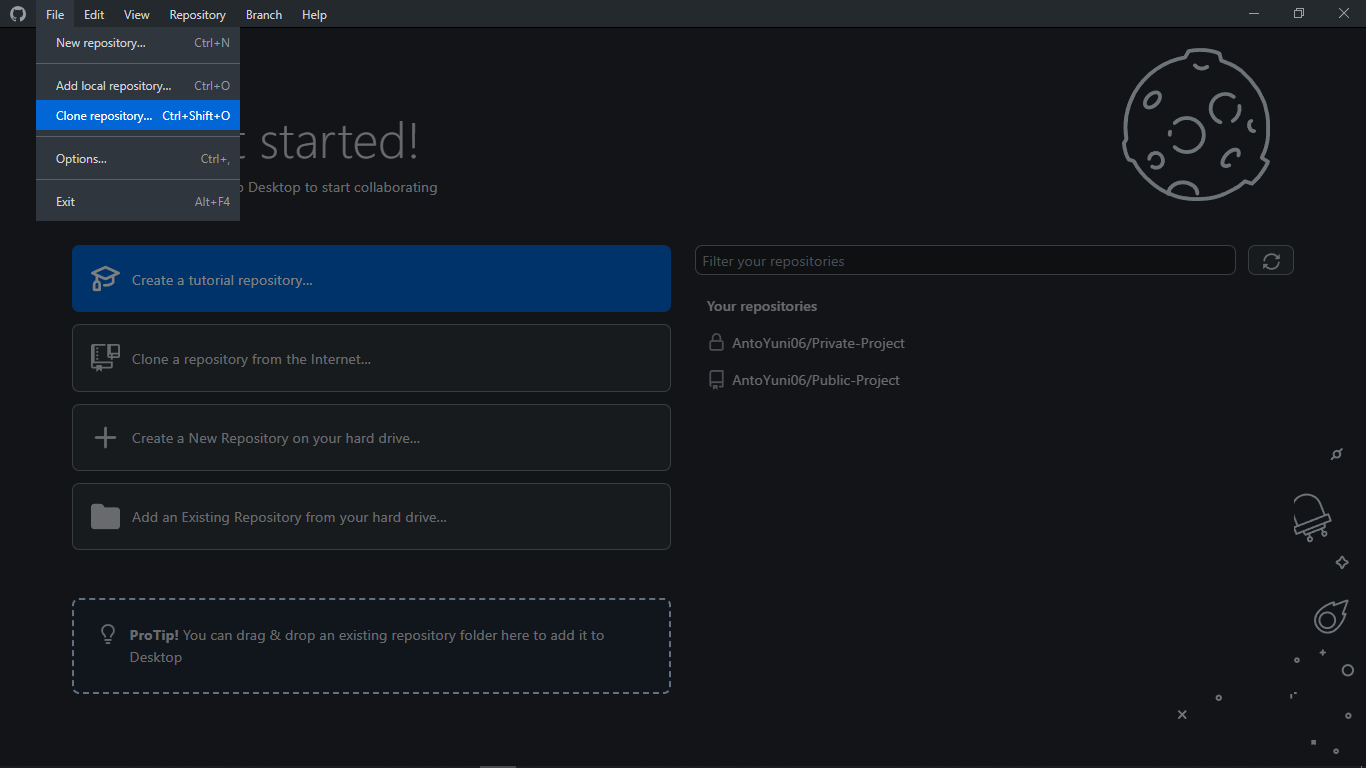 File Edit View Repository Branch Help
New repository... Ctrl+N
Add local repository... Ctrl+O
Clone repository... Ctrl+Shift+O
Options... Ctrl+,
Exit Alt+F4
started!
Desktop to start collaborating
Create a tutorial repository...
Clone a repository from the Internet...
Create a New Repository on your hard drive...
Add an Existing Repository from your hard drive...
ProTip! You can drag & drop an existing repository folder here to add it to
Desktop
Filter your repositories
Your repositories
AntoYuni06/Private-Project
AntoYuni06/Public-Project